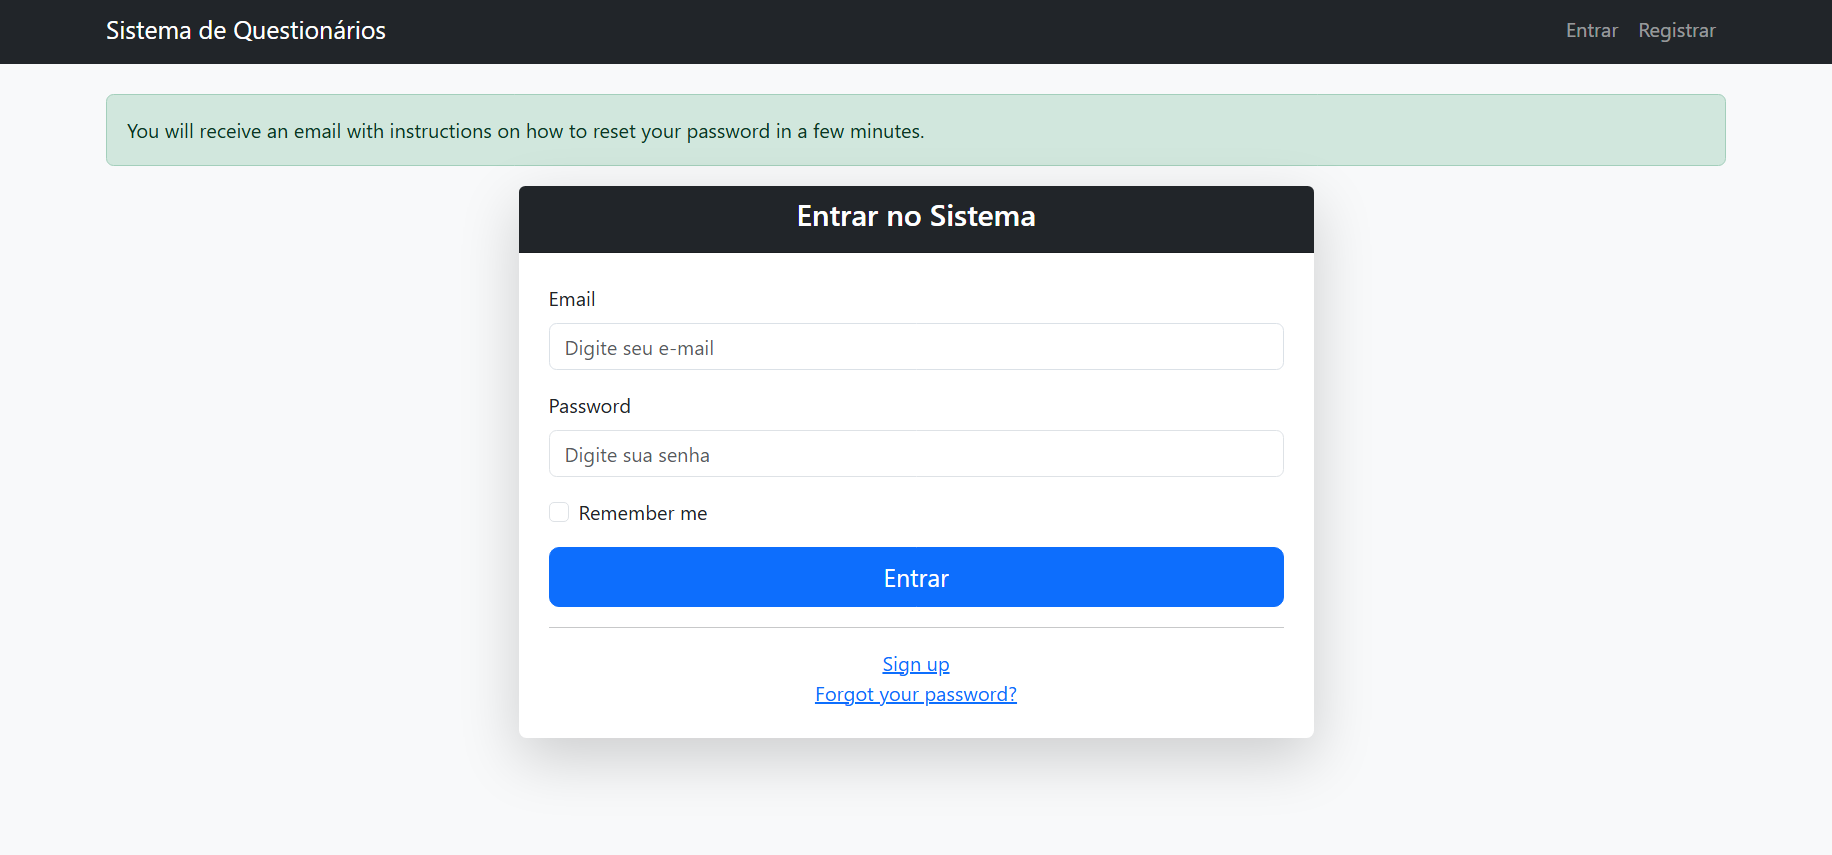 Sistema de Questionários
Entrar Registrar
You will receive an email with instructions on how to reset your password in a few minutes.
Entrar no Sistema
Email
Digite seu e-mail
Password
Digite sua senha
Remember me
Entrar
Sign up
Forgot your password?